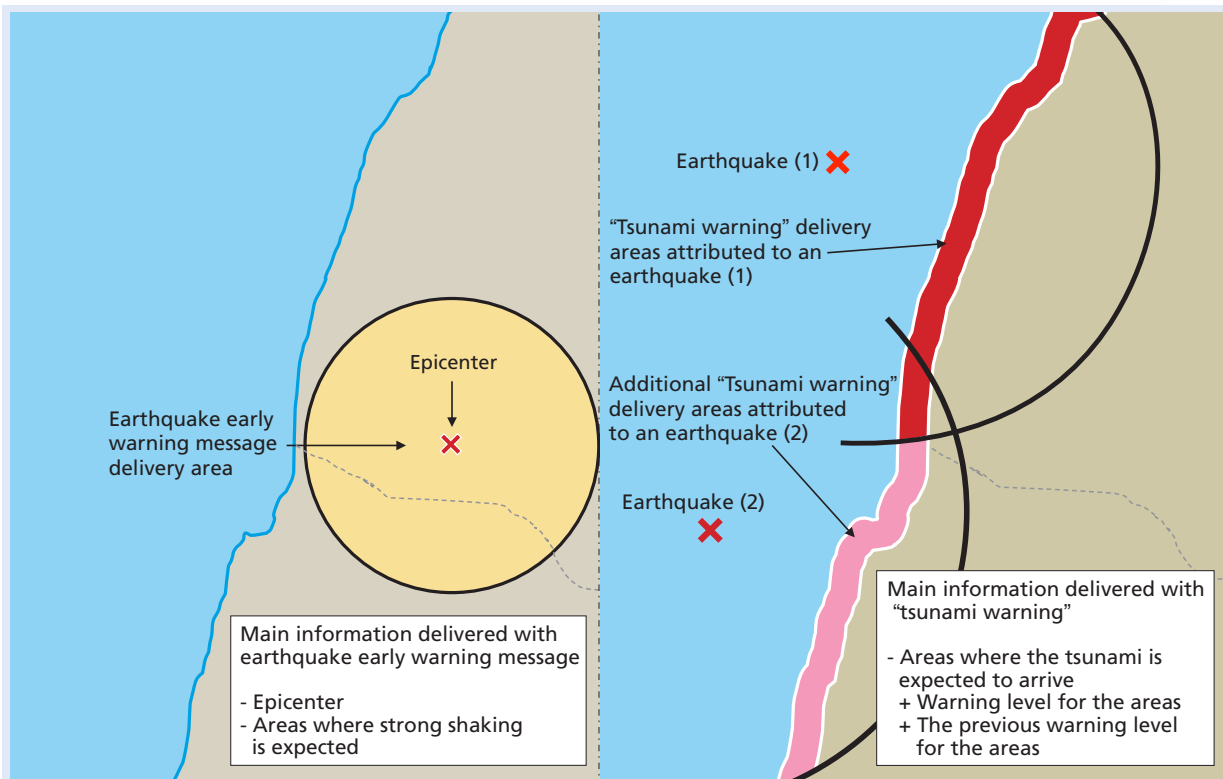 Epicenter
Earthquake early
warning message
delivery area
Main information delivered with
earthquake early warning message
- Epicenter
- Areas where strong shaking
is expected
Earthquake (1)
“Tsunami warning” delivery
areas attributed to an
earthquake (1)
Additional “Tsunami warning”
delivery areas attributed
to an earthquake (2)
Earthquake (2)
Main information delivered with
“tsunami warning”
- Areas where the tsunami is
expected to arrive
+ Warning level for the areas
+ The previous warning level
for the areas